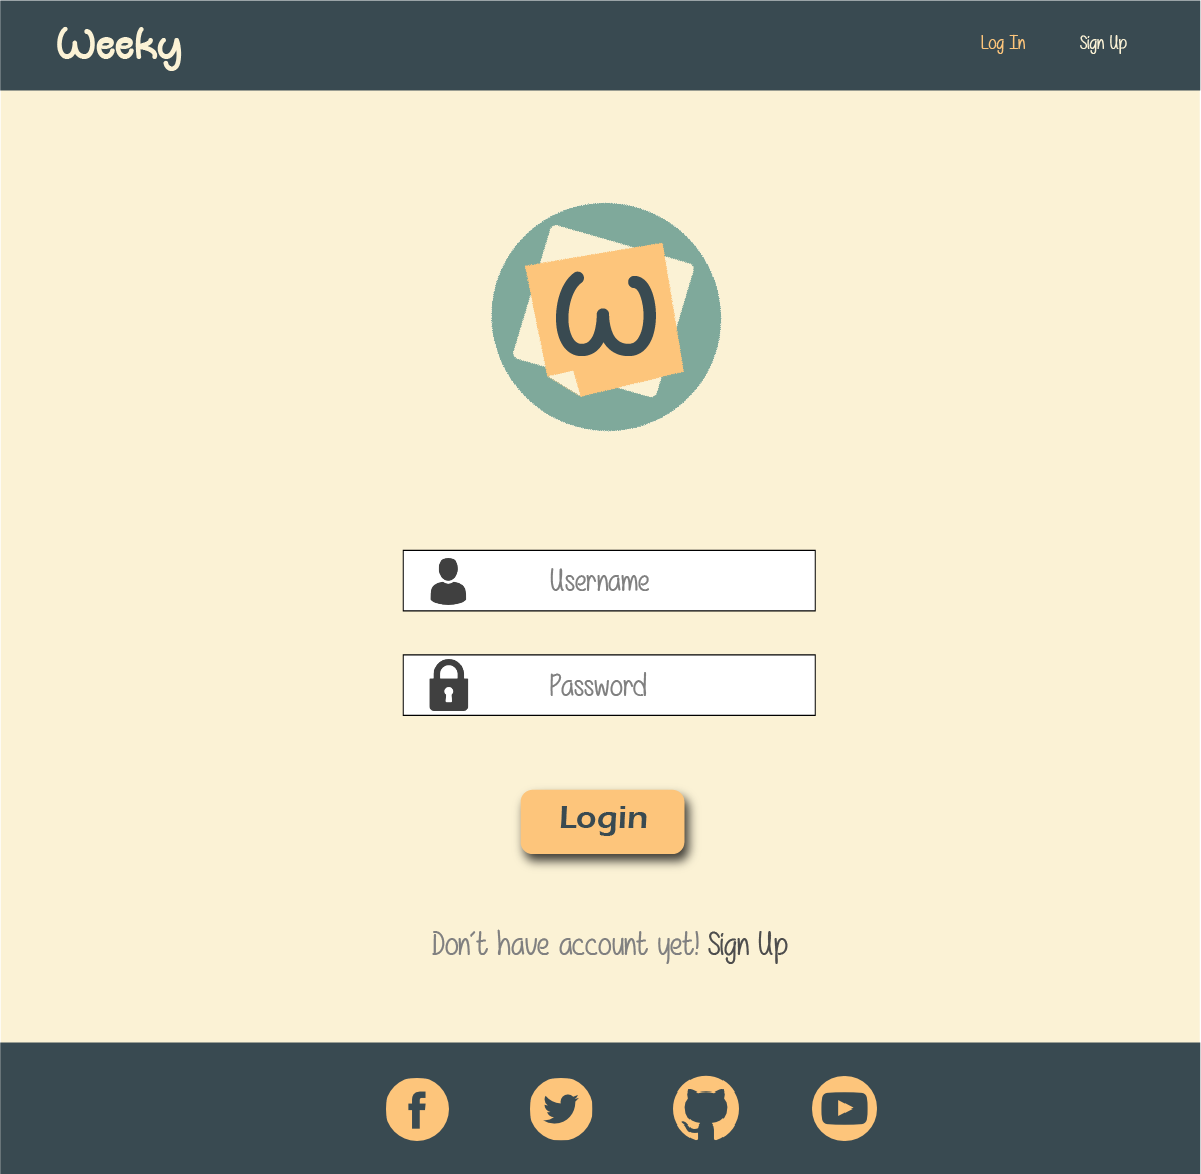 Weeky
Log In
Sign Up
W
Username
Password
Login
Don´t have account yet! Sign Up